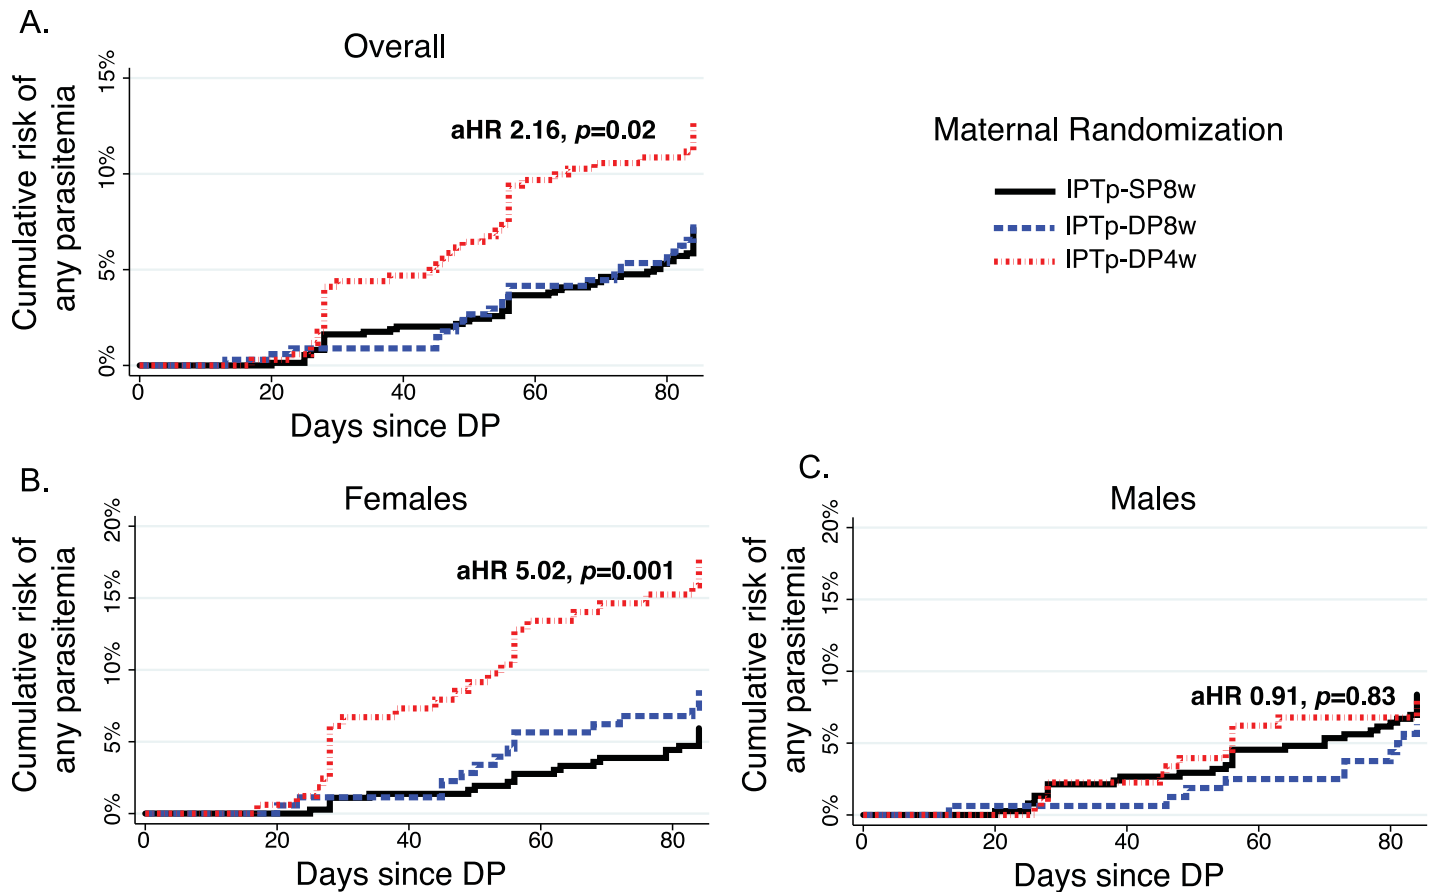 A.
Overall
Cumulative risk of
any parasitemia
15%
10%
5%
0%
aHR 2.16, p=0.02
0 20 40 60 80
Days since DP
Maternal Randomization
IPTp-SP8w
IPTp-DP8w
IPTp-DP4w
B.
Females
Cumulative risk of
any parasitemia
20%
15%
10%
5%
0%
aHR 5.02, p=0.001
0 20 40 60 80
Days since DP
C.
Males
Cumulative risk of
any parasitemia
20%
15%
10%
5%
0%
aHR 0.91, p=0.83
0 20 40 60 80
Days since DP